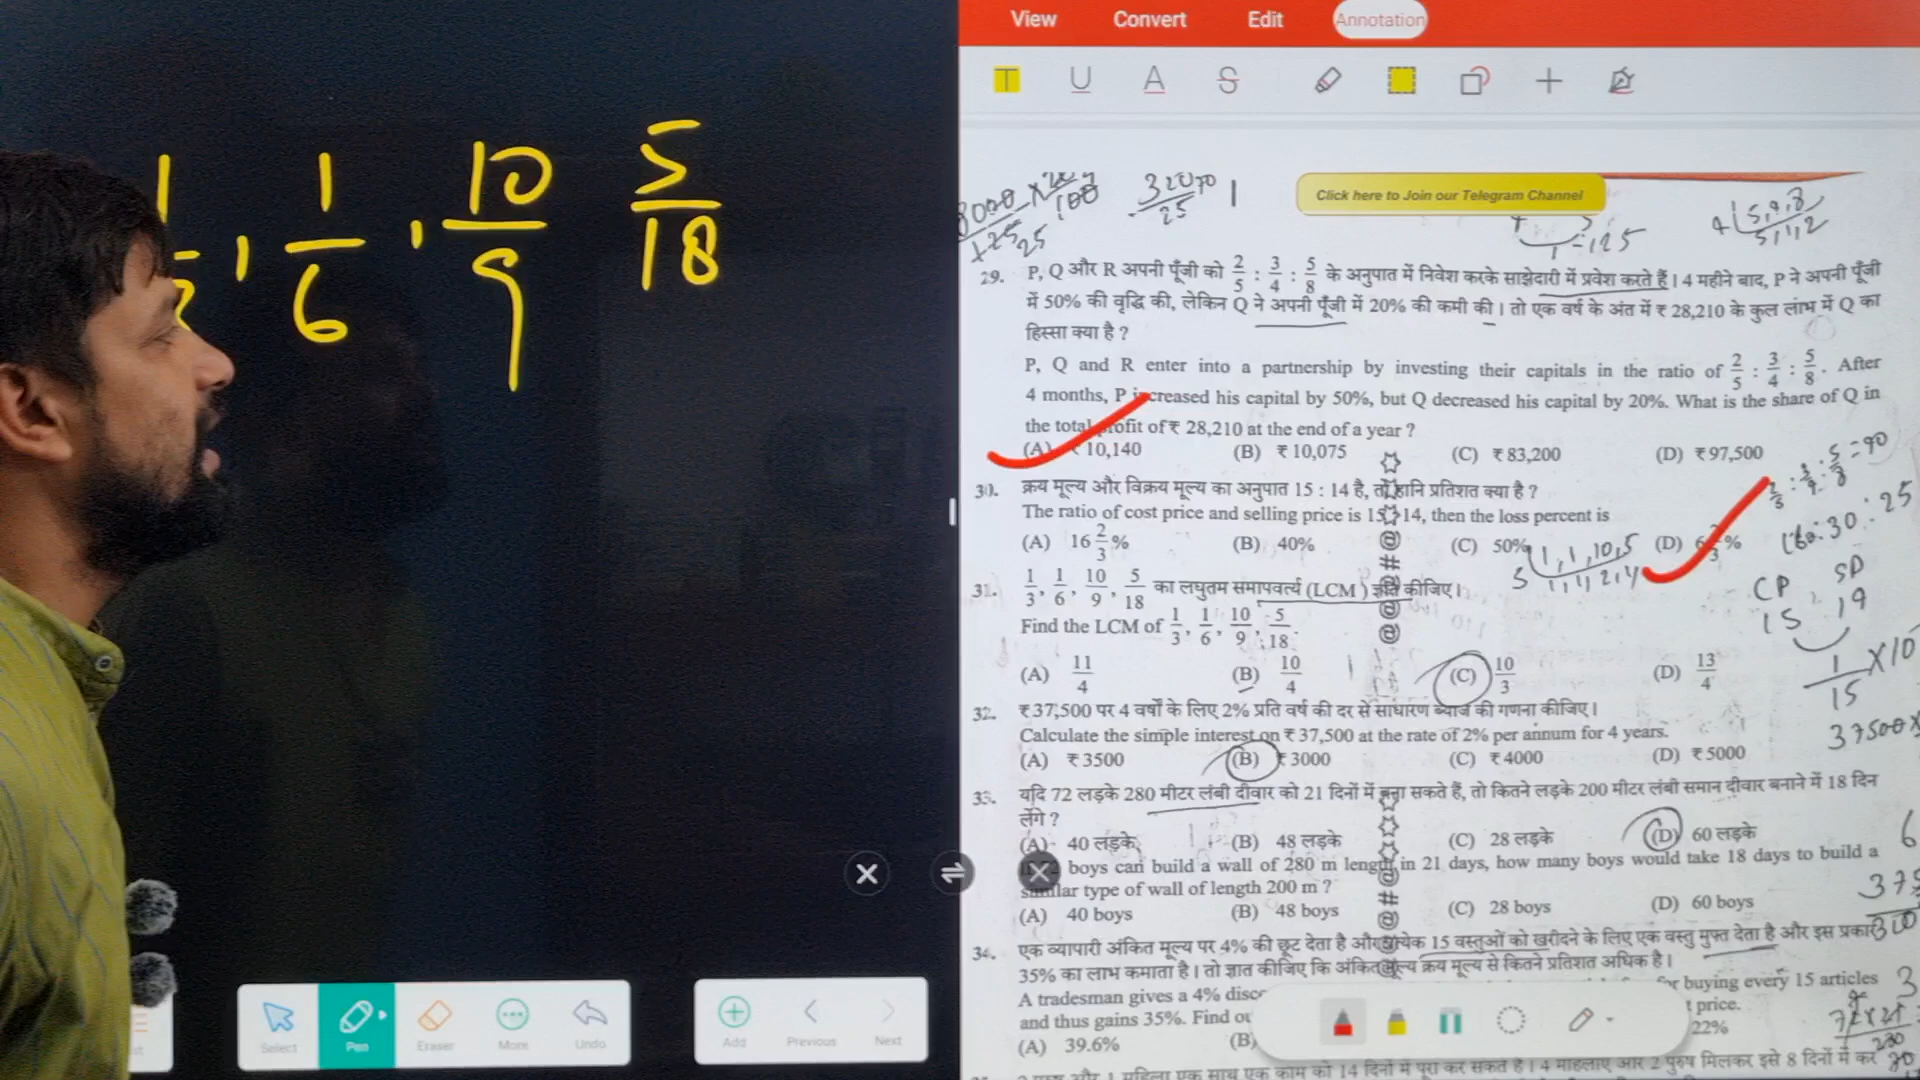 View Convert Edit Annotation
T U A S
1/3 , 1/6 , 10/9 5/18
Click here to Join our Telegram Channel
29. P, Q और R अपनी पूँजी को 2/5 : 3/4 : 5/8 के अनुपात में निवेश करके साझेदारी में प्रवेश करते हैं। 4 महीने बाद, P ने अपनी पूँजी
में 50% की वृद्धि की, लेकिन Q ने अपनी पूँजी में 20% की कमी की। तो एक वर्ष के अंत में ₹ 28,210 के कुल लाभ में Q का
हिस्सा क्या है ?
P, Q and R enter into a partnership by investing their capitals in the ratio of 2/5 : 3/4 : 5/8 . After
4 months, P increased his capital by 50%, but Q decreased his capital by 20%. What is the share of Q in
the total profit of ₹ 28,210 at the end of a year ?
(A) ₹ 10,140 (B) ₹ 10,075 (C) ₹ 83,200 (D) ₹ 97,500
30. क्रय मूल्य और विक्रय मूल्य का अनुपात 15 : 14 है, तो हानि प्रतिशत क्या है ?
The ratio of cost price and selling price is 15 : 14, then the loss percent is
(A) 16 2/3 % (B) 40% (C) 50% (D) 6 2/3 %
31. 1/3, 1/6, 10/9, 5/18 का लघुतम समापवर्त्य (LCM) ज्ञात कीजिए।
Find the LCM of 1/3, 1/6, 10/9, 5/18.
(A) 11/4 (B) 10/4 (C) 10/3 (D) 13/4
32. ₹ 37,500 पर 4 वर्षों के लिए 2% प्रति वर्ष की दर से साधारण ब्याज की गणना कीजिए।
Calculate the simple interest on ₹ 37,500 at the rate of 2% per annum for 4 years.
(A) ₹ 3500 (B) ₹ 3000 (C) ₹ 4000 (D) ₹ 5000
33. यदि 72 लड़के 280 मीटर लंबी दीवार को 21 दिनों में बना सकते हैं, तो कितने लड़के 200 मीटर लंबी समान दीवार बनाने में 18 दिन
लेंगे ?
(A) 40 लड़के (B) 48 लड़के (C) 28 लड़के (D) 60 लड़के
boys can build a wall of 280 m length in 21 days, how many boys would take 18 days to build a
similar type of wall of length 200 m ?
(A) 40 boys (B) 48 boys (C) 28 boys (D) 60 boys
34. एक व्यापारी अंकित मूल्य पर 4% की छूट देता है और प्रत्येक 15 वस्तुओं को खरीदने के लिए एक वस्तु मुफ्त देता है और इस प्रकार
35% का लाभ कमाता है। तो ज्ञात कीजिए कि अंकित मूल्य क्रय मूल्य से कितने प्रतिशत अधिक है।
A tradesman gives a 4% disc for buying every 15 articles
and thus gains 35%. Find ou t price.
(A) 39.6% (B) 22%
CP SP
15 14
Select Pen Eraser More Undo
Add Previous Next